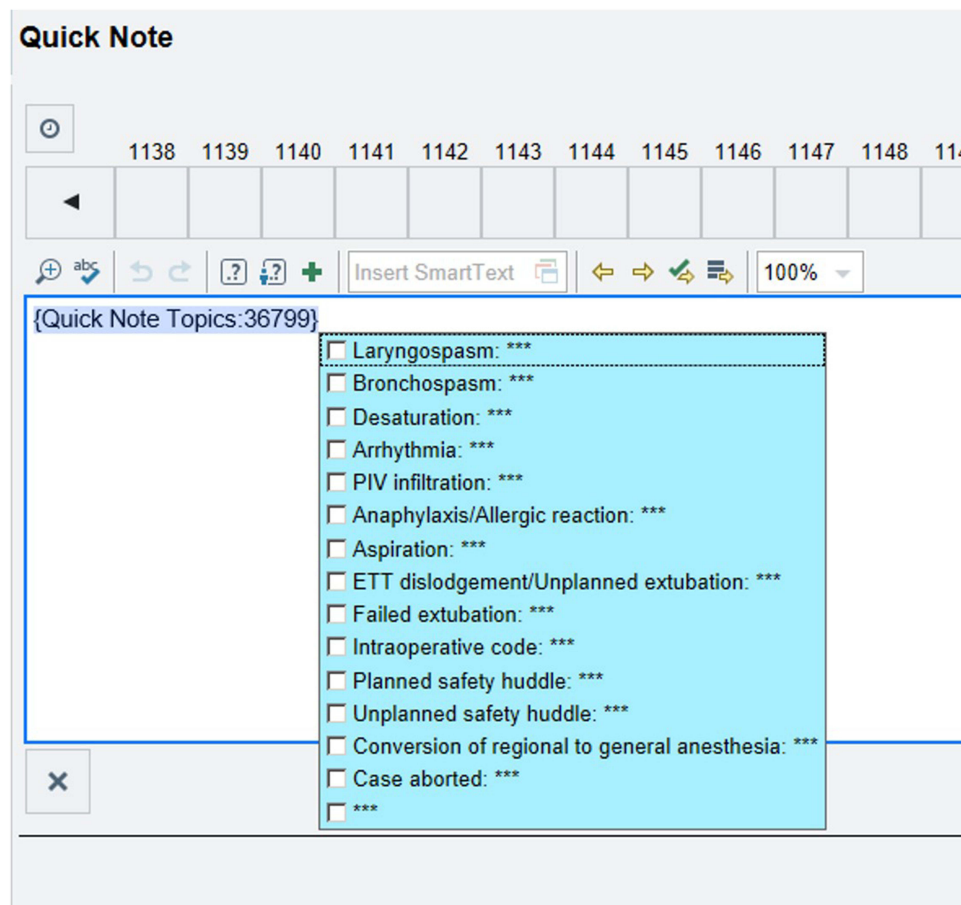 Quick Note
1138 1139 1140 1141 1142 1143 1144 1145 1146 1147 1148 114
abc .? .? Insert SmartText 100%
{Quick Note Topics:36799}
Laryngospasm: ***
Bronchospasm: ***
Desaturation: ***
Arrhythmia: ***
PIV infiltration: ***
Anaphylaxis/Allergic reaction: ***
Aspiration: ***
ETT dislodgement/Unplanned extubation: ***
Failed extubation: ***
Intraoperative code: ***
Planned safety huddle: ***
Unplanned safety huddle: ***
Conversion of regional to general anesthesia: ***
Case aborted: ***
***